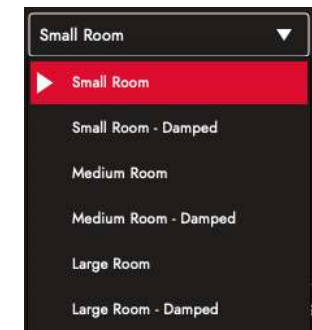 Small Room
Small Room
Small Room - Damped
Medium Room
Medium Room - Damped
Large Room
Large Room - Damped